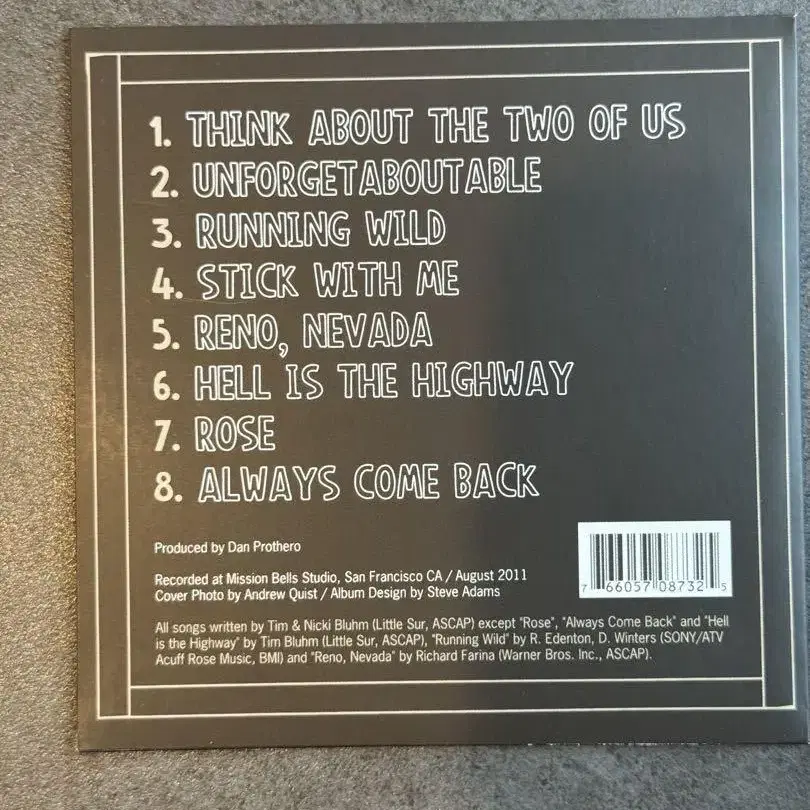 1. THINK ABOUT THE TWO OF US
2. UNFORGETABOUTABLE
3. RUNNING WILD
4. STICK WITH ME
5. RENO, NEVADA
6. HELL IS THE HIGHWAY
7. ROSE
8. ALWAYS COME BACK
Produced by Dan Prothero
Recorded at Mission Bells Studio, San Francisco CA / August 2011
Cover Photo by Andrew Quist / Album Design by Steve Adams
7 66057 08732 5
All songs written by Tim & Nicki Bluhm (Little Sur, ASCAP) except "Rose", "Always Come Back" and "Hell
is the Highway" by Tim Bluhm (Little Sur, ASCAP), "Running Wild" by R. Edenton, D. Winters (SONY/ATV
Acuff Rose Music, BMI) and "Reno, Nevada" by Richard Farina (Warner Bros. Inc., ASCAP).